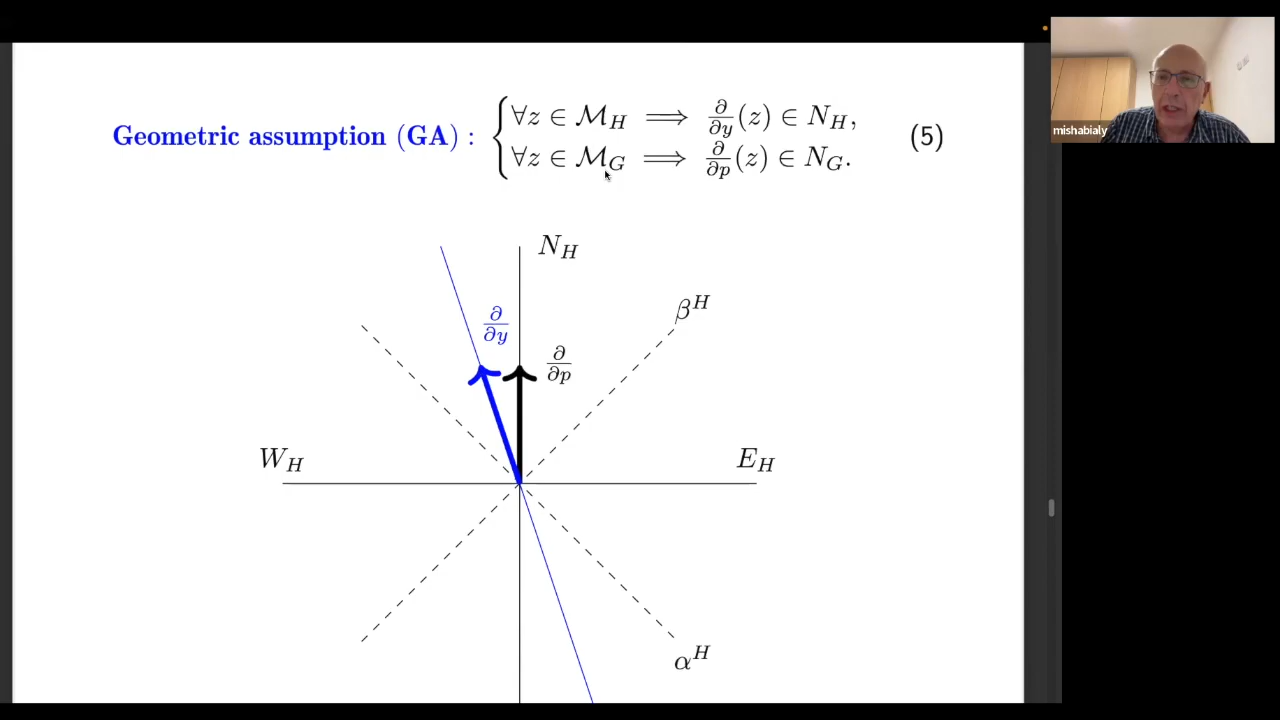 Geometric assumption (GA) : { ∀z ∈ ℳ_H ⟹ ∂/∂y (z) ∈ N_H,
∀z ∈ ℳ_G ⟹ ∂/∂p (z) ∈ N_G. (5)
mishabialy
N_H
β^H
∂/∂y
∂/∂p
W_H
E_H
α^H